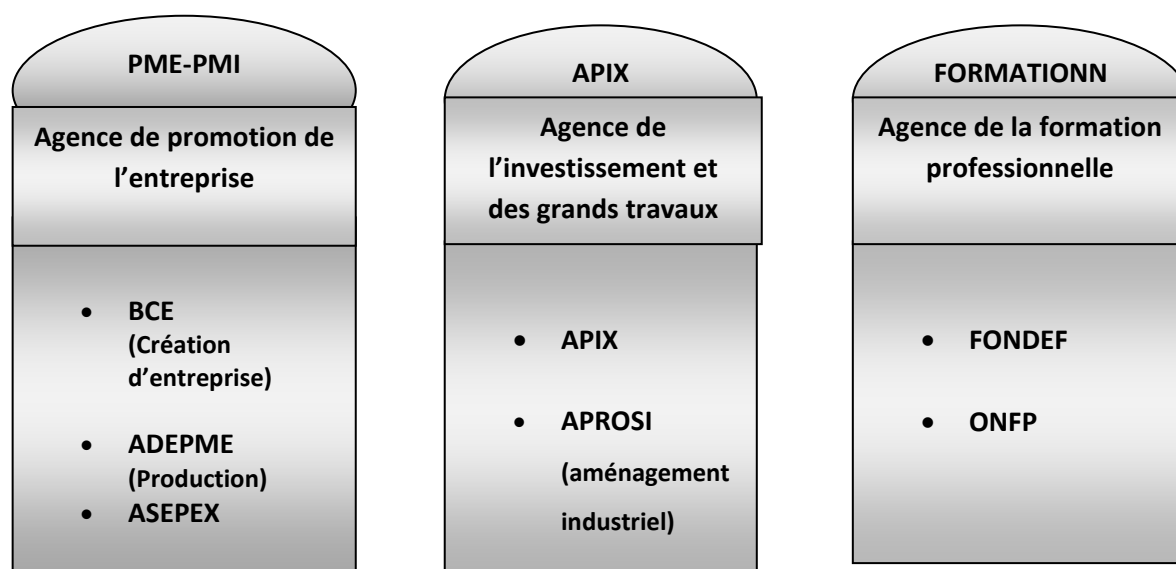 PME-PMI
Agence de promotion de
l’entreprise
• BCE
(Création
d’entreprise)
• ADEPME
(Production)
• ASEPEX
APIX
Agence de
l’investissement et
des grands travaux
• APIX
• APROSI
(aménagement
industriel)
FORMATIONN
Agence de la formation
professionnelle
• FONDEF
• ONFP